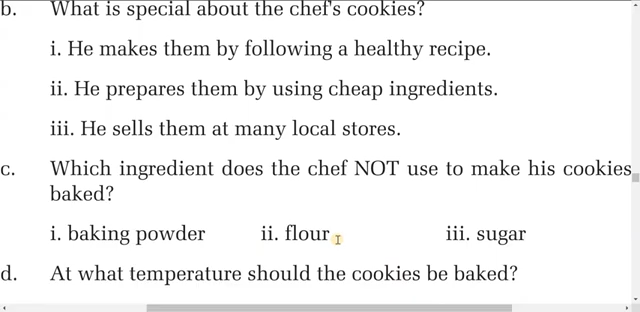 b. What is special about the chef's cookies?
i. He makes them by following a healthy recipe.
ii. He prepares them by using cheap ingredients.
iii. He sells them at many local stores.
c. Which ingredient does the chef NOT use to make his cookies
baked?
i. baking powder ii. flour iii. sugar
d. At what temperature should the cookies be baked?